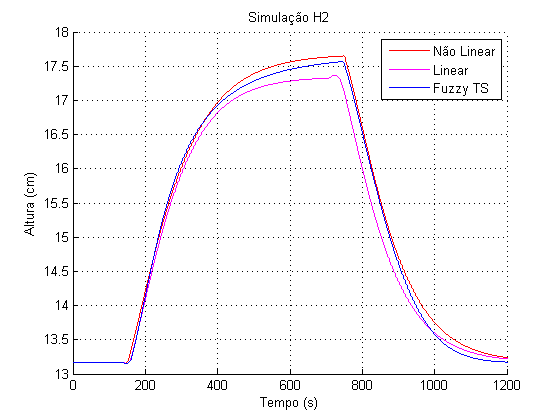 Simulação H2
Não Linear
Linear
Fuzzy TS
Altura (cm)
18
17.5
17
16.5
16
15.5
15
14.5
14
13.5
13
0 200 400 600 800 1000 1200
Tempo (s)